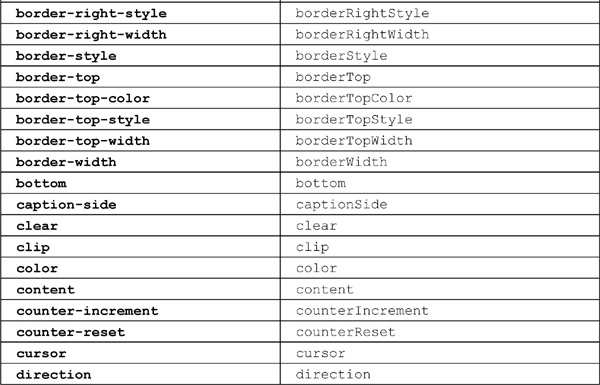 border-right-style borderRightStyle
border-right-width borderRightWidth
border-style borderStyle
border-top borderTop
border-top-color borderTopColor
border-top-style borderTopStyle
border-top-width borderTopWidth
border-width borderWidth
bottom bottom
caption-side captionSide
clear clear
clip clip
color color
content content
counter-increment counterIncrement
counter-reset counterReset
cursor cursor
direction direction